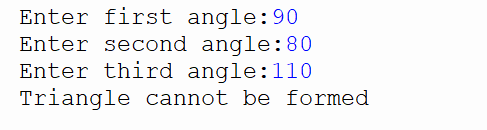 Enter first angle:90
Enter second angle:80
Enter third angle:110
Triangle cannot be formed